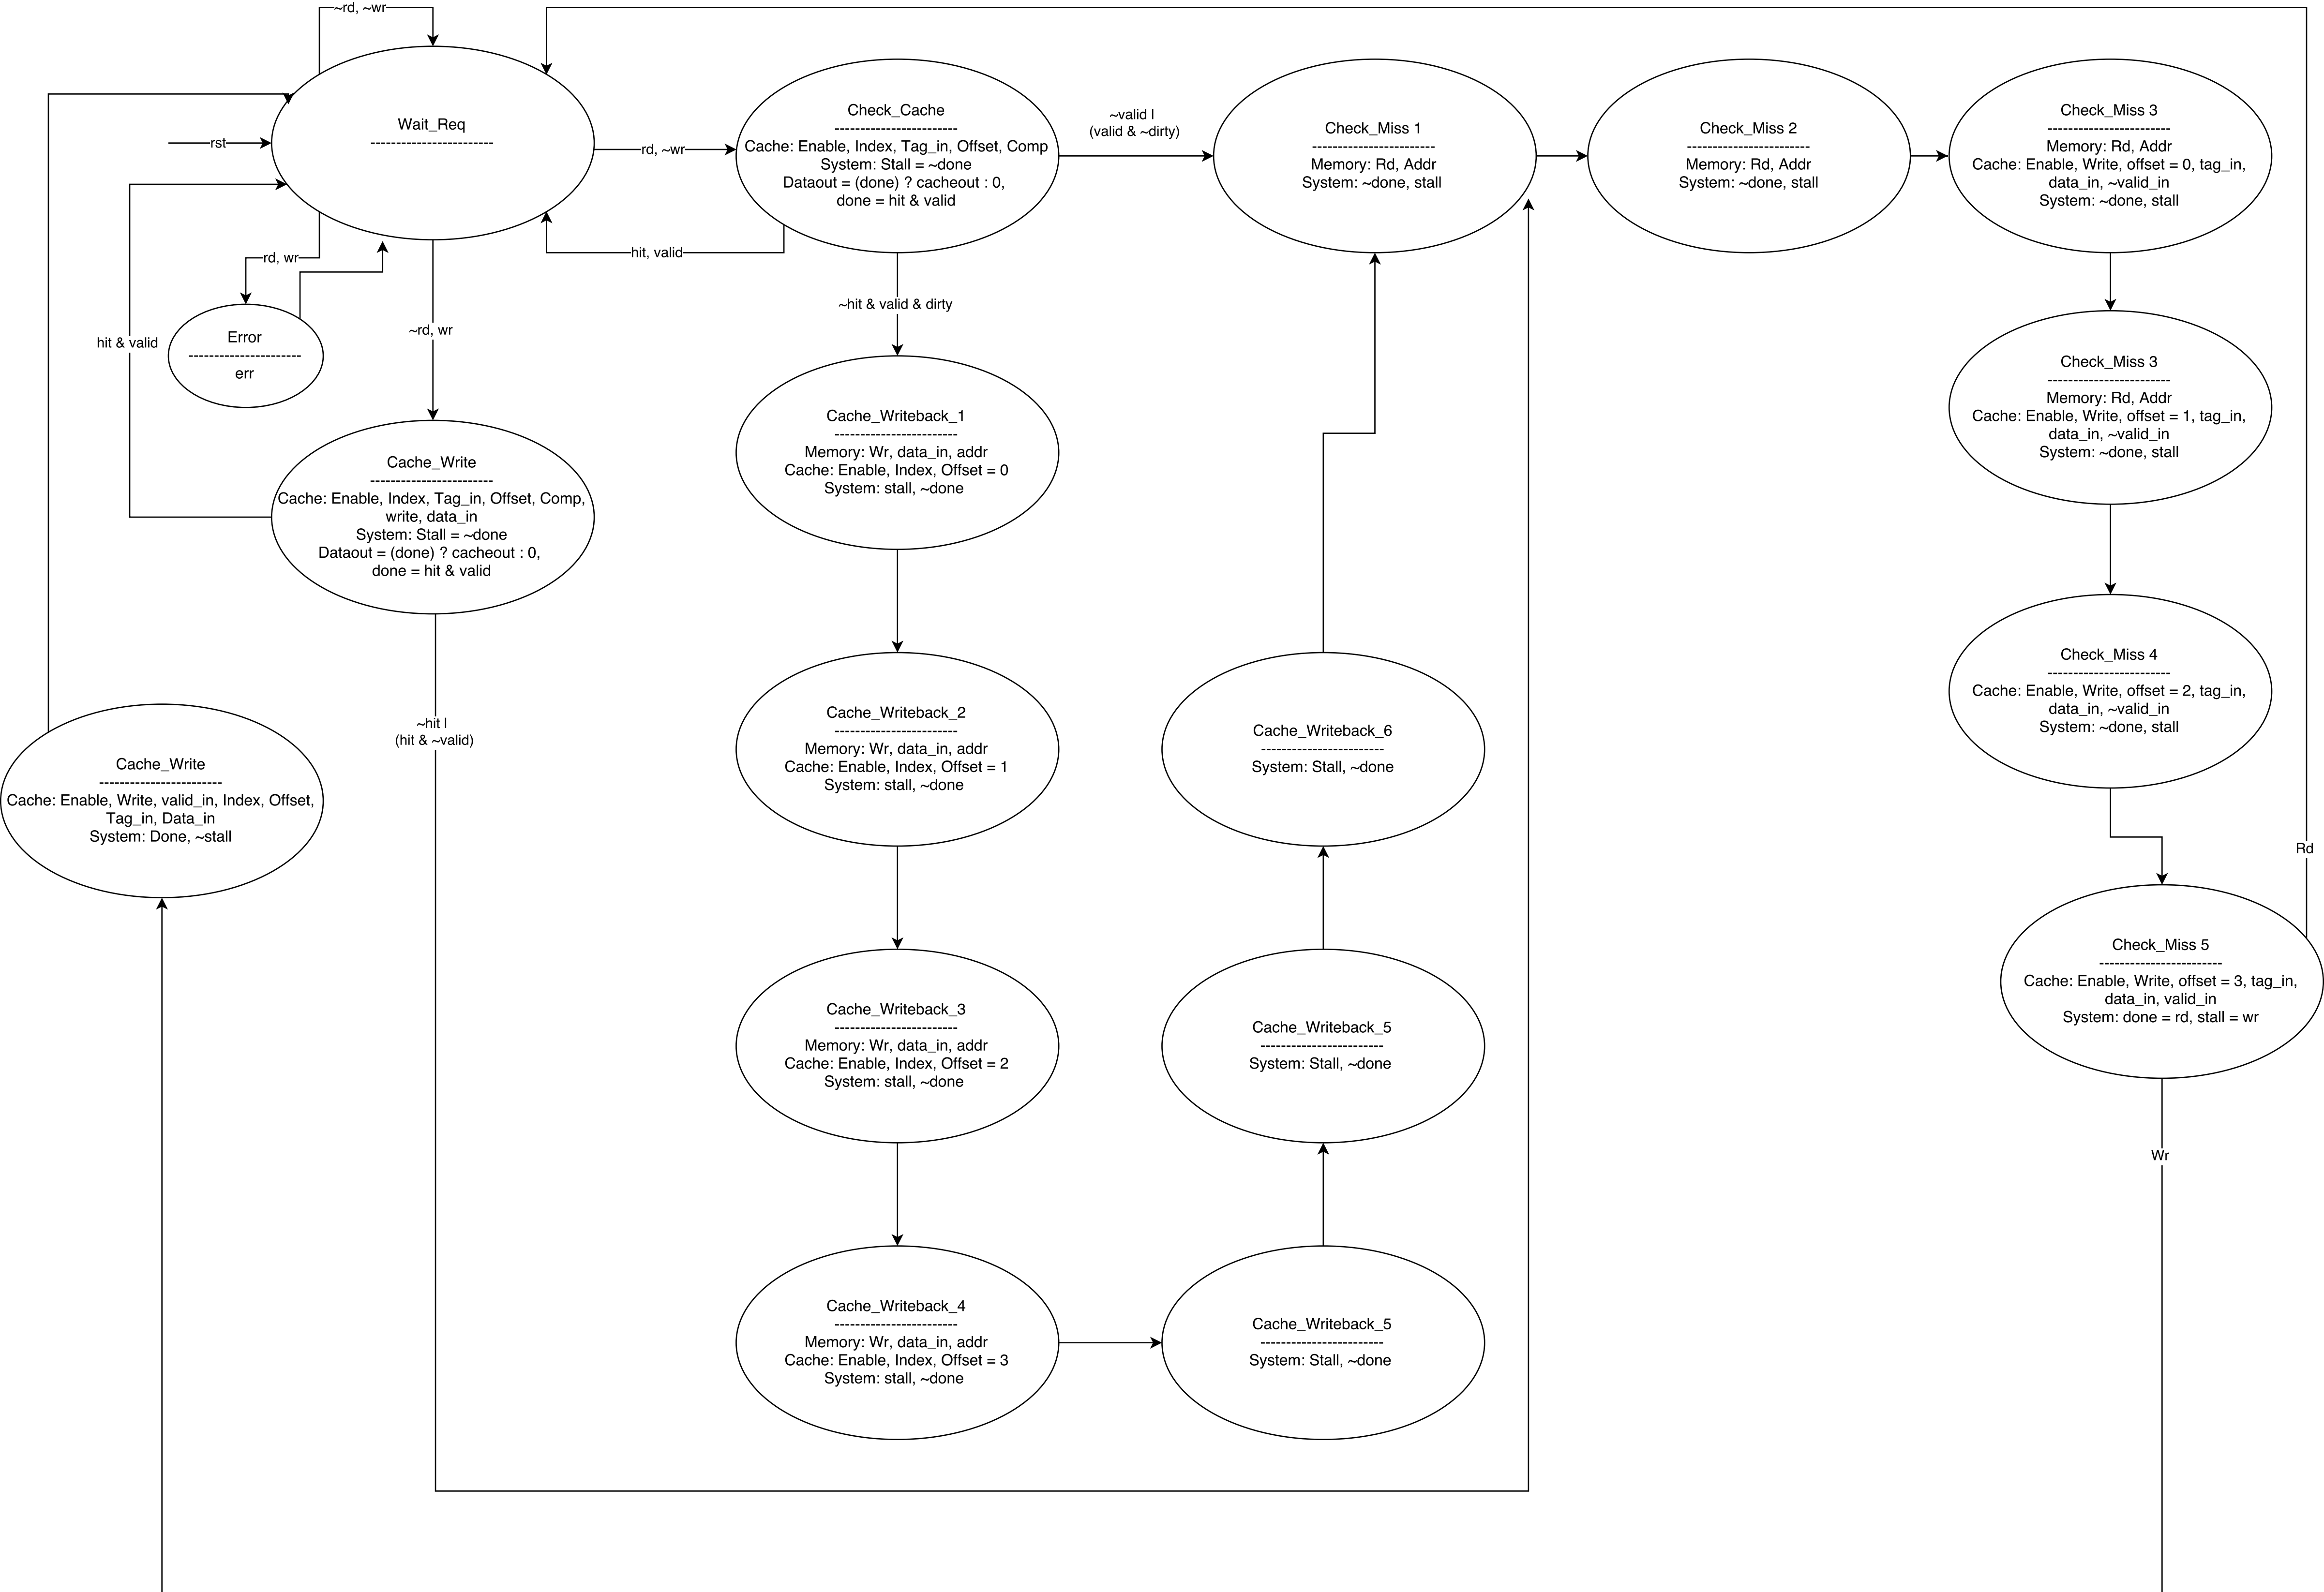 ~rd, ~wr
Wait_Req
------------------------
rst
rd, ~wr
Check_Cache
------------------------
Cache: Enable, Index, Tag_in, Offset, Comp
System: Stall = ~done
Dataout = (done) ? cacheout : 0,
done = hit & valid
~valid |
(valid & ~dirty)
Check_Miss 1
------------------------
Memory: Rd, Addr
System: ~done, stall
Check_Miss 2
------------------------
Memory: Rd, Addr
System: ~done, stall
Check_Miss 3
------------------------
Memory: Rd, Addr
Cache: Enable, Write, offset = 0, tag_in,
data_in, ~valid_in
System: ~done, stall
hit, valid
rd, wr
Error
----------------------
err
hit & valid
~rd, wr
~hit & valid & dirty
Check_Miss 3
------------------------
Memory: Rd, Addr
Cache: Enable, Write, offset = 1, tag_in,
data_in, ~valid_in
System: ~done, stall
Cache_Writeback_1
------------------------
Memory: Wr, data_in, addr
Cache: Enable, Index, Offset = 0
System: stall, ~done
Cache_Write
------------------------
Cache: Enable, Index, Tag_in, Offset, Comp,
write, data_in
System: Stall = ~done
Dataout = (done) ? cacheout : 0,
done = hit & valid
Check_Miss 4
------------------------
Cache: Enable, Write, offset = 2, tag_in,
data_in, ~valid_in
System: ~done, stall
~hit |
(hit & ~valid)
Cache_Writeback_2
------------------------
Memory: Wr, data_in, addr
Cache: Enable, Index, Offset = 1
System: stall, ~done
Cache_Writeback_6
------------------------
System: Stall, ~done
Cache_Write
------------------------
Cache: Enable, Write, valid_in, Index, Offset,
Tag_in, Data_in
System: Done, ~stall
Rd
Check_Miss 5
------------------------
Cache: Enable, Write, offset = 3, tag_in,
data_in, valid_in
System: done = rd, stall = wr
Cache_Writeback_3
------------------------
Memory: Wr, data_in, addr
Cache: Enable, Index, Offset = 2
System: stall, ~done
Cache_Writeback_5
------------------------
System: Stall, ~done
Wr
Cache_Writeback_4
------------------------
Memory: Wr, data_in, addr
Cache: Enable, Index, Offset = 3
System: stall, ~done
Cache_Writeback_5
------------------------
System: Stall, ~done